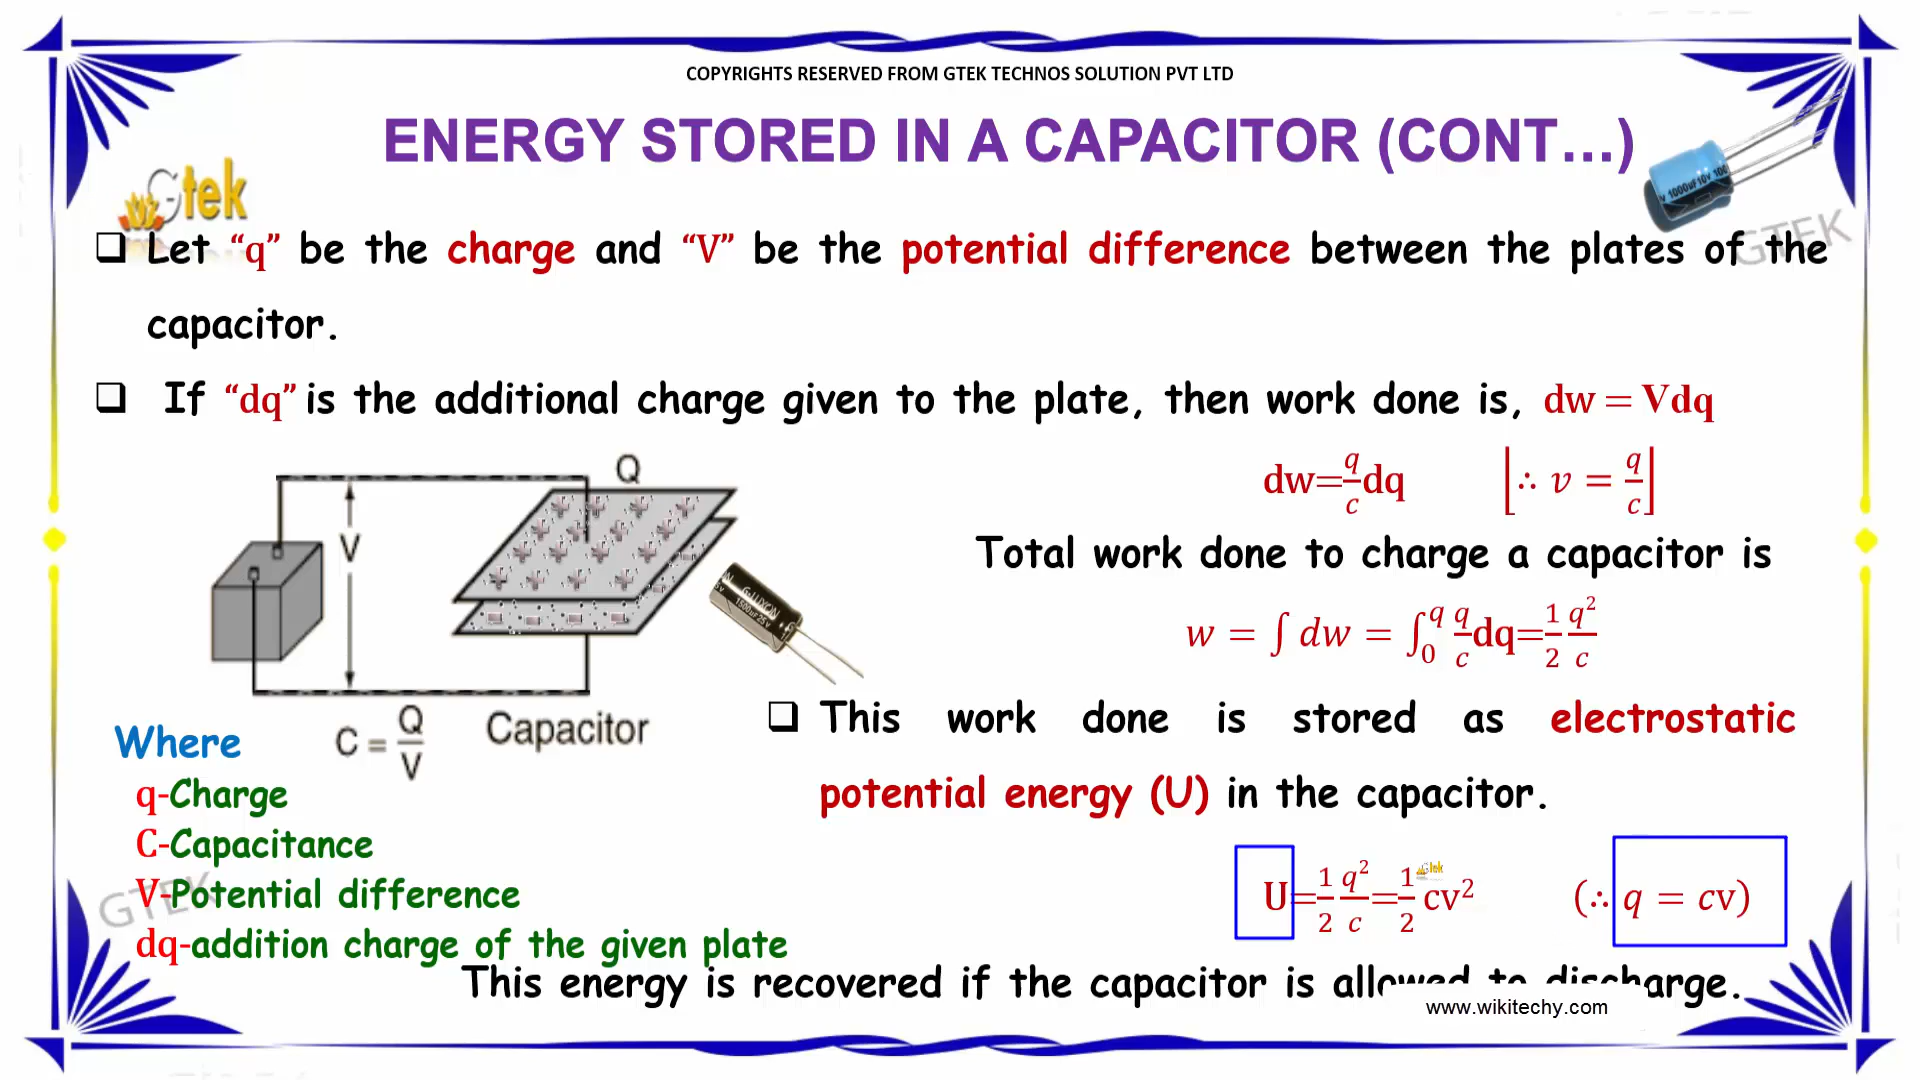 COPYRIGHTS RESERVED FROM GTEK TECHNOS SOLUTION PVT LTD
ENERGY STORED IN A CAPACITOR (CONT...)
Gtek
1000uF10V
GTEK
❑ Let “q” be the charge and “V” be the potential difference between the plates of the
capacitor.
❑ If “dq” is the additional charge given to the plate, then work done is, dw = Vdq
dw=q/c dq ⌊∴ v = q/c⌋
Q
V
Total work done to charge a capacitor is
w = ∫ dw = ∫₀^q q/c dq=1/2 q²/c
C = Q/V
Capacitor
❑ This work done is stored as electrostatic
potential energy (U) in the capacitor.
Where
q-Charge
C-Capacitance
V-Potential difference
dq-addition charge of the given plate
GTEK
U=1/2 q²/c=1/2 cv² (∴ q = cv)
Gtek
This energy is recovered if the capacitor is allowed to discharge.
www.wikitechy.com